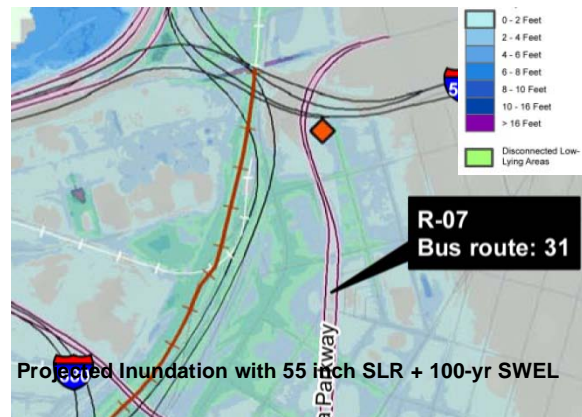 0 - 2 Feet
2 - 4 Feet
4 - 6 Feet
6 - 8 Feet
8 - 10 Feet
10 - 16 Feet
> 16 Feet
Disconnected Low-
Lying Areas
R-07
Bus route: 31
Projected Inundation with 55 inch SLR + 100-yr SWEL
a Parkway